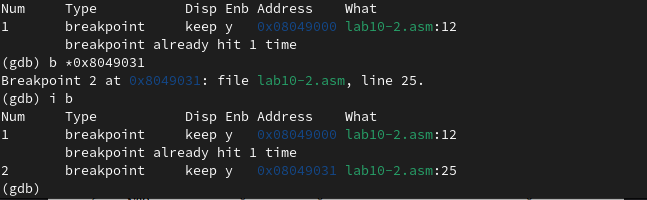 Num     Type           Disp Enb Address    What
1       breakpoint     keep y   0x08049000 lab10-2.asm:12
        breakpoint already hit 1 time
(gdb) b *0x8049031
Breakpoint 2 at 0x8049031: file lab10-2.asm, line 25.
(gdb) i b
Num     Type           Disp Enb Address    What
1       breakpoint     keep y   0x08049000 lab10-2.asm:12
        breakpoint already hit 1 time
2       breakpoint     keep y   0x08049031 lab10-2.asm:25
(gdb)